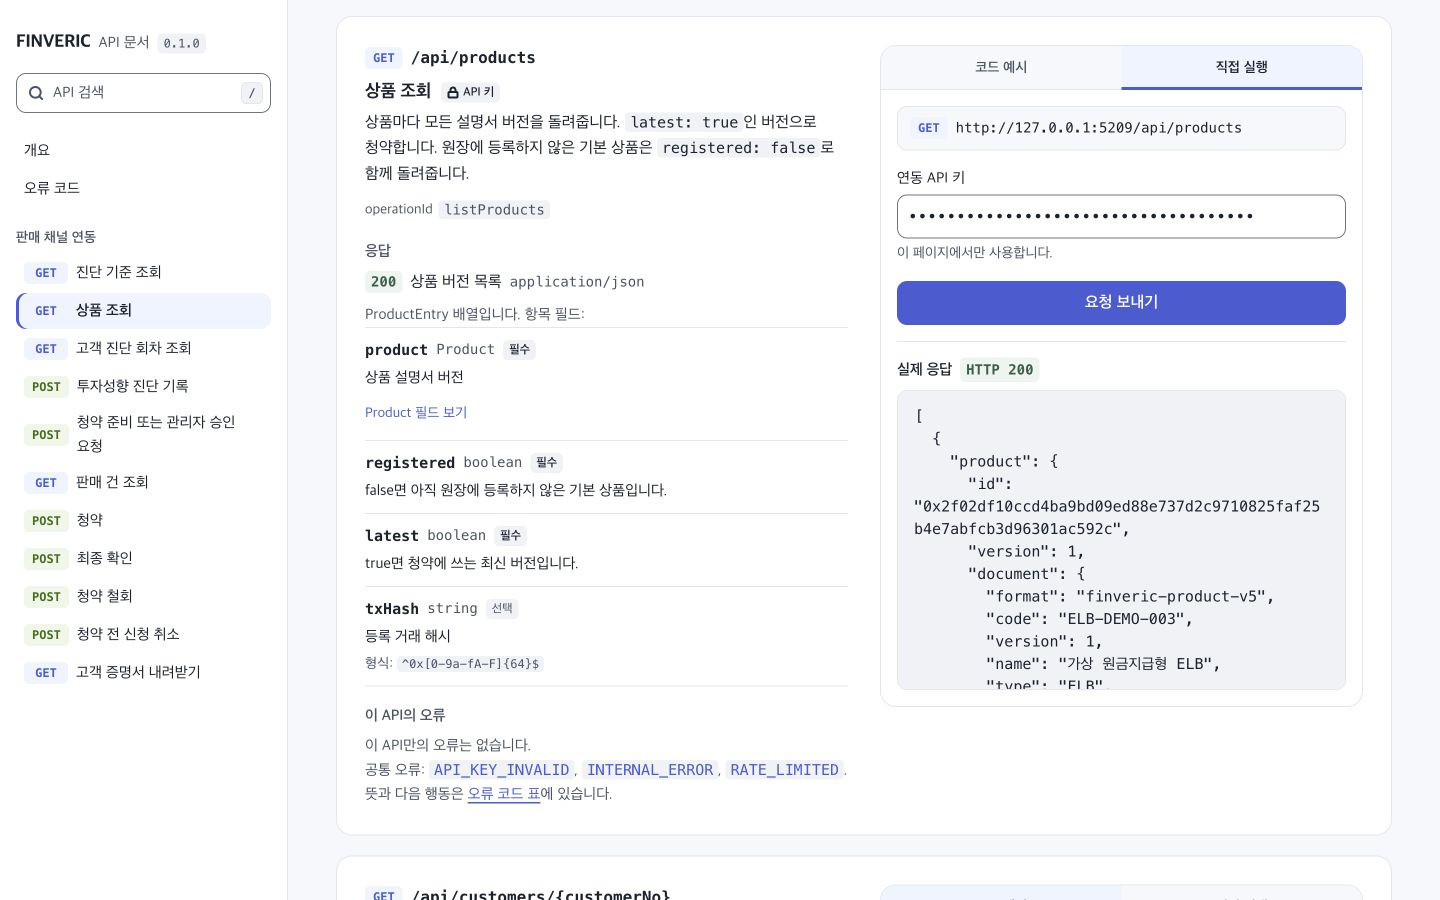 FINVERIC API 문서 0.1.0
API 검색 /
개요
오류 코드
판매 채널 연동
GET 진단 기준 조회
GET 상품 조회
GET 고객 진단 회차 조회
POST 투자성향 진단 기록
POST 청약 준비 또는 관리자 승인
요청
GET 판매 건 조회
POST 청약
POST 최종 확인
POST 청약 철회
POST 청약 전 신청 취소
GET 고객 증명서 내려받기
GET /api/products
상품 조회 API 키
상품마다 모든 설명서 버전을 돌려줍니다. latest: true 인 버전으로
청약합니다. 원장에 등록하지 않은 기본 상품은 registered: false 로
함께 돌려줍니다.
operationId listProducts
응답
200 상품 버전 목록 application/json
ProductEntry 배열입니다. 항목 필드:
product Product 필수
상품 설명서 버전
Product 필드 보기
registered boolean 필수
false면 아직 원장에 등록하지 않은 기본 상품입니다.
latest boolean 필수
true면 청약에 쓰는 최신 버전입니다.
txHash string 선택
등록 거래 해시
형식: ^0x[0-9a-fA-F]{64}$
이 API의 오류
이 API만의 오류는 없습니다.
공통 오류: API_KEY_INVALID, INTERNAL_ERROR, RATE_LIMITED.
뜻과 다음 행동은 오류 코드 표에 있습니다.
코드 예시 직접 실행
GET http://127.0.0.1:5209/api/products
연동 API 키
••••••••••••••••••••••••••••••••••••
이 페이지에서만 사용합니다.
요청 보내기
실제 응답 HTTP 200
[
{
"product": {
"id":
"0x2f02df10ccd4ba9bd09ed88e737d2c9710825faf25
b4e7abfcb3d96301ac592c",
"version": 1,
"document": {
"format": "finveric-product-v5",
"code": "ELB-DEMO-003",
"version": 1,
"name": "가상 원금지급형 ELB",
"type": "ELB",
GET /api/customers/{customerNo}